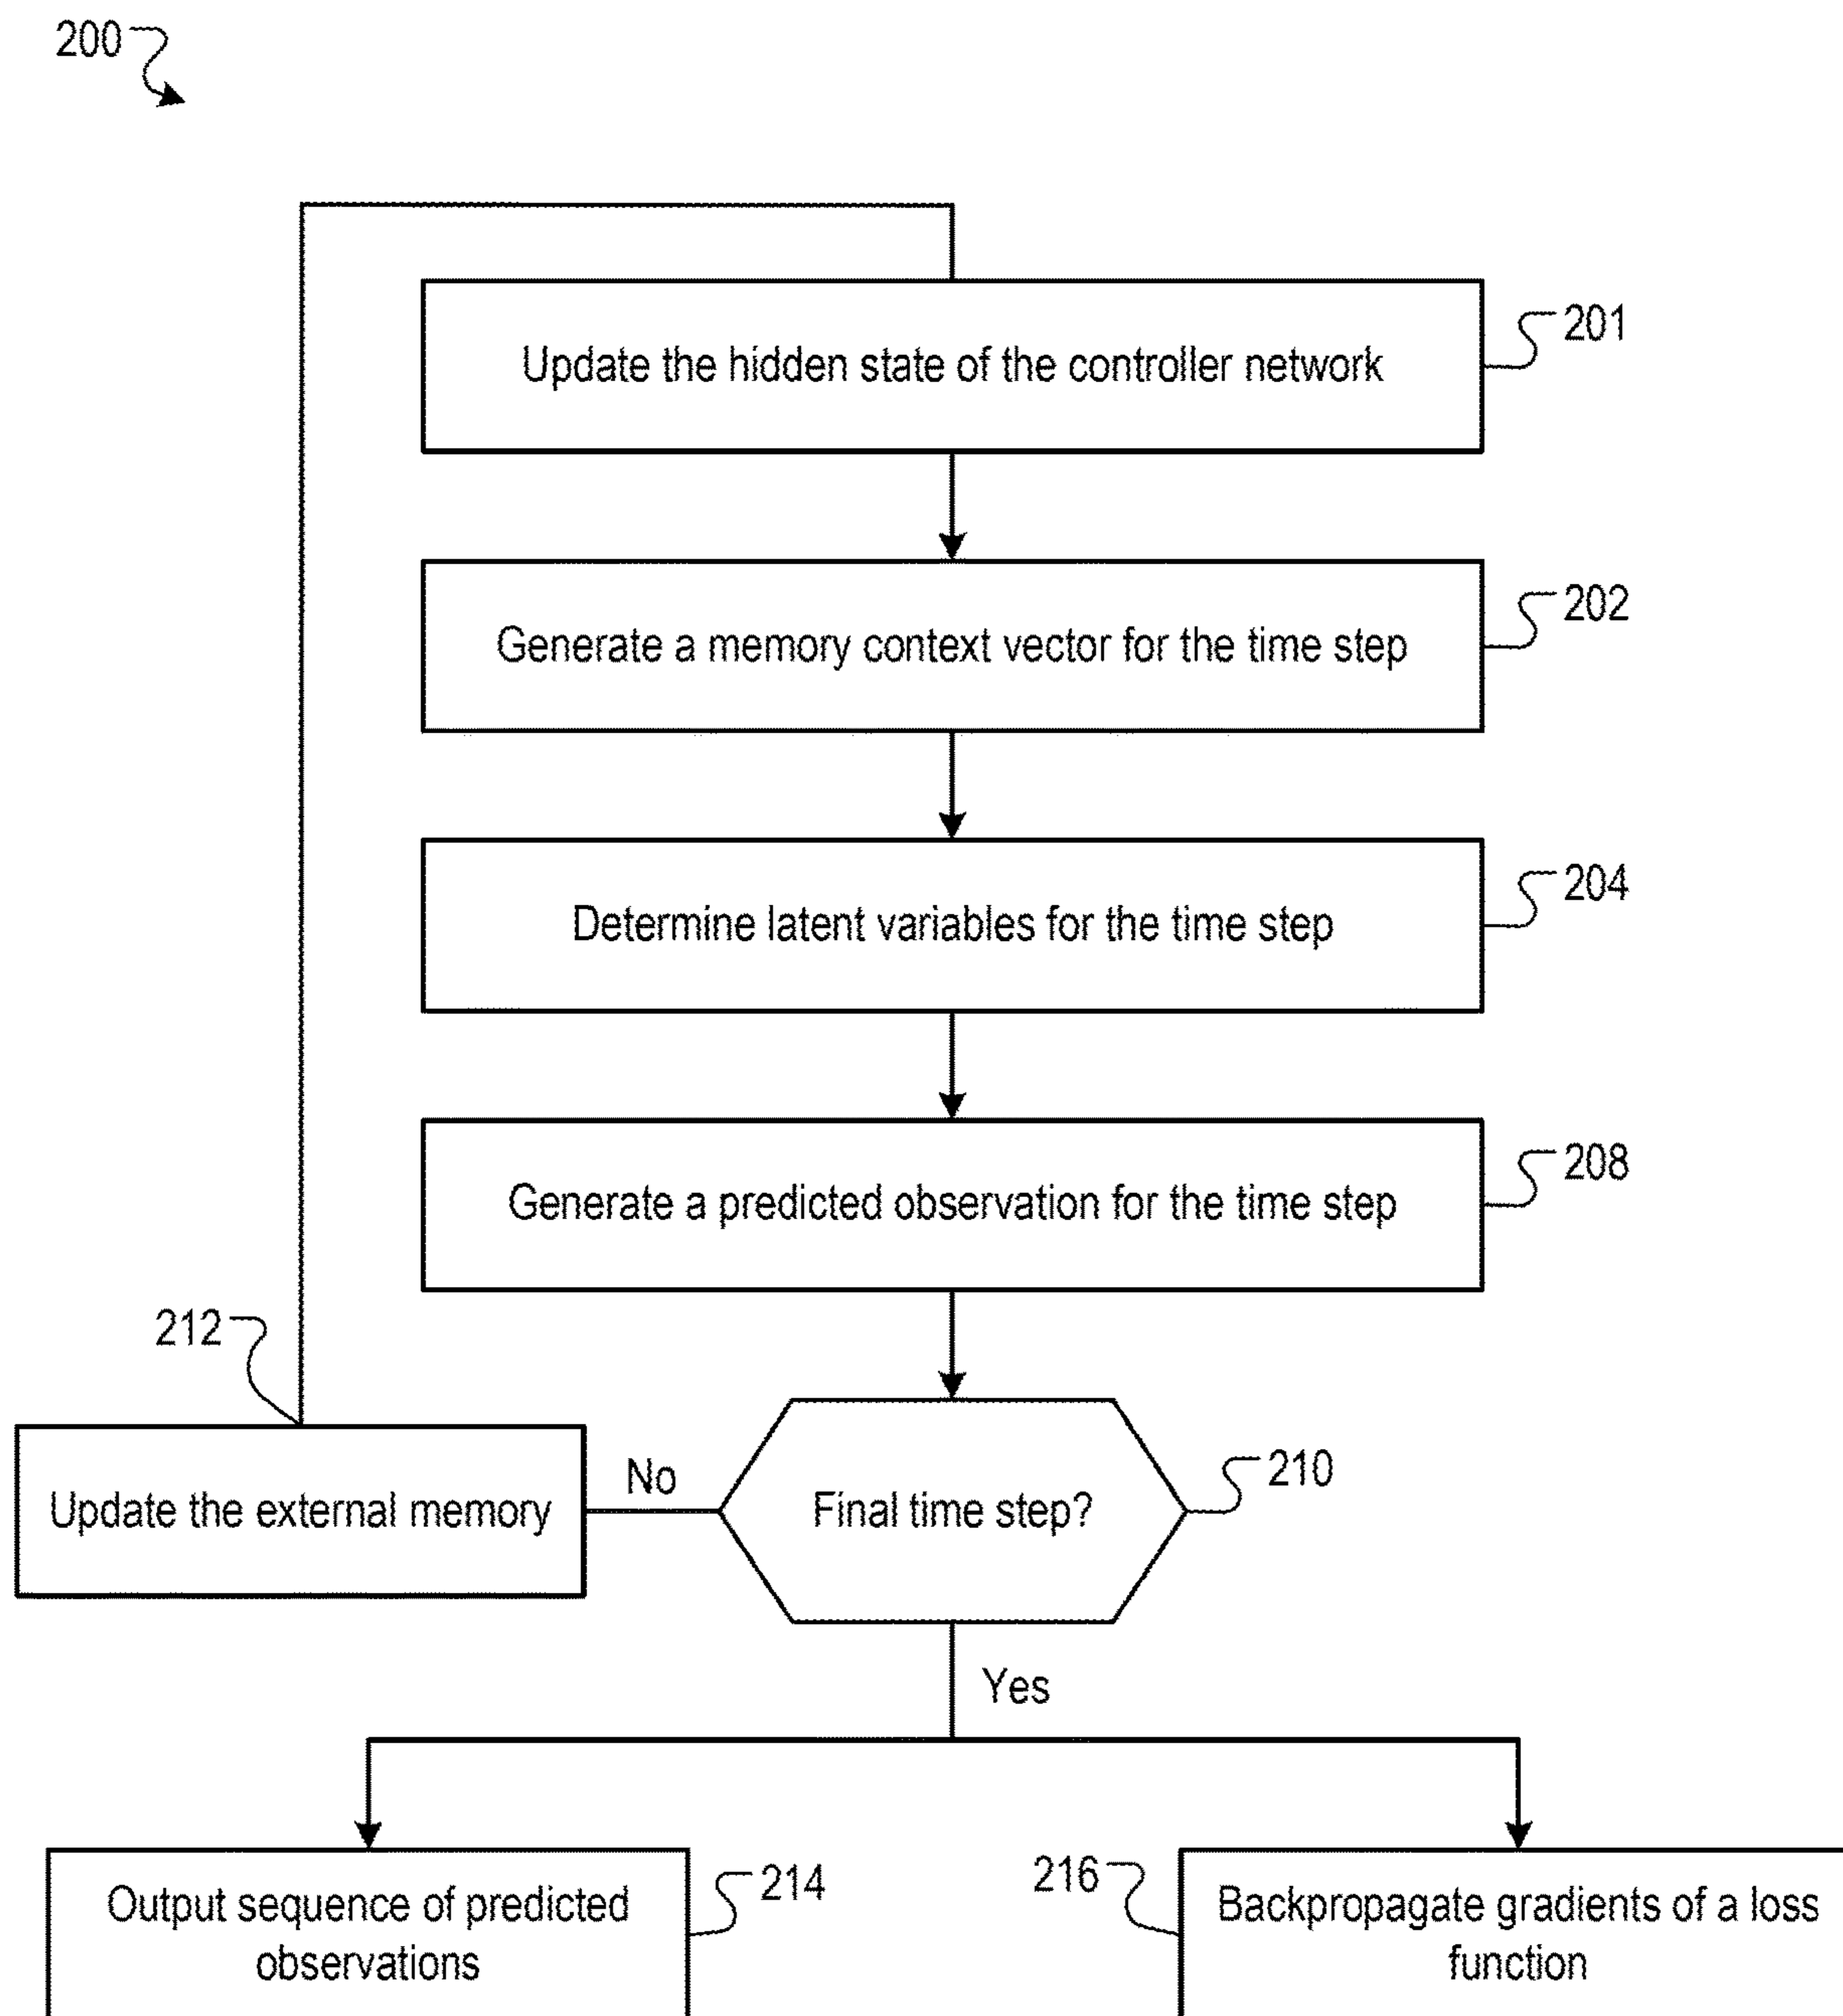 200
Update the hidden state of the controller network
201
Generate a memory context vector for the time step
202
Determine latent variables for the time step
204
Generate a predicted observation for the time step
208
212
Update the external memory
No
Final time step?
210
Yes
Output sequence of predicted
observations
214
216
Backpropagate gradients of a loss
function